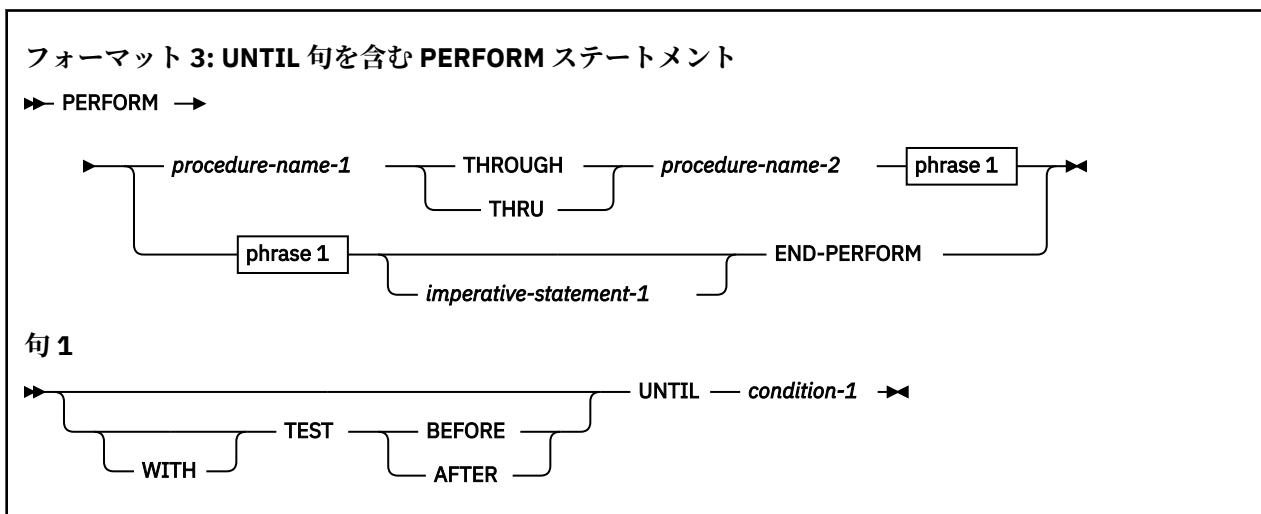 フォーマット 3: UNTIL 句を含む PERFORM ステートメント
PERFORM
procedure-name-1 THROUGH procedure-name-2 phrase 1
THRU
phrase 1 END-PERFORM
imperative-statement-1
句 1
UNTIL condition-1
TEST BEFORE
WITH AFTER